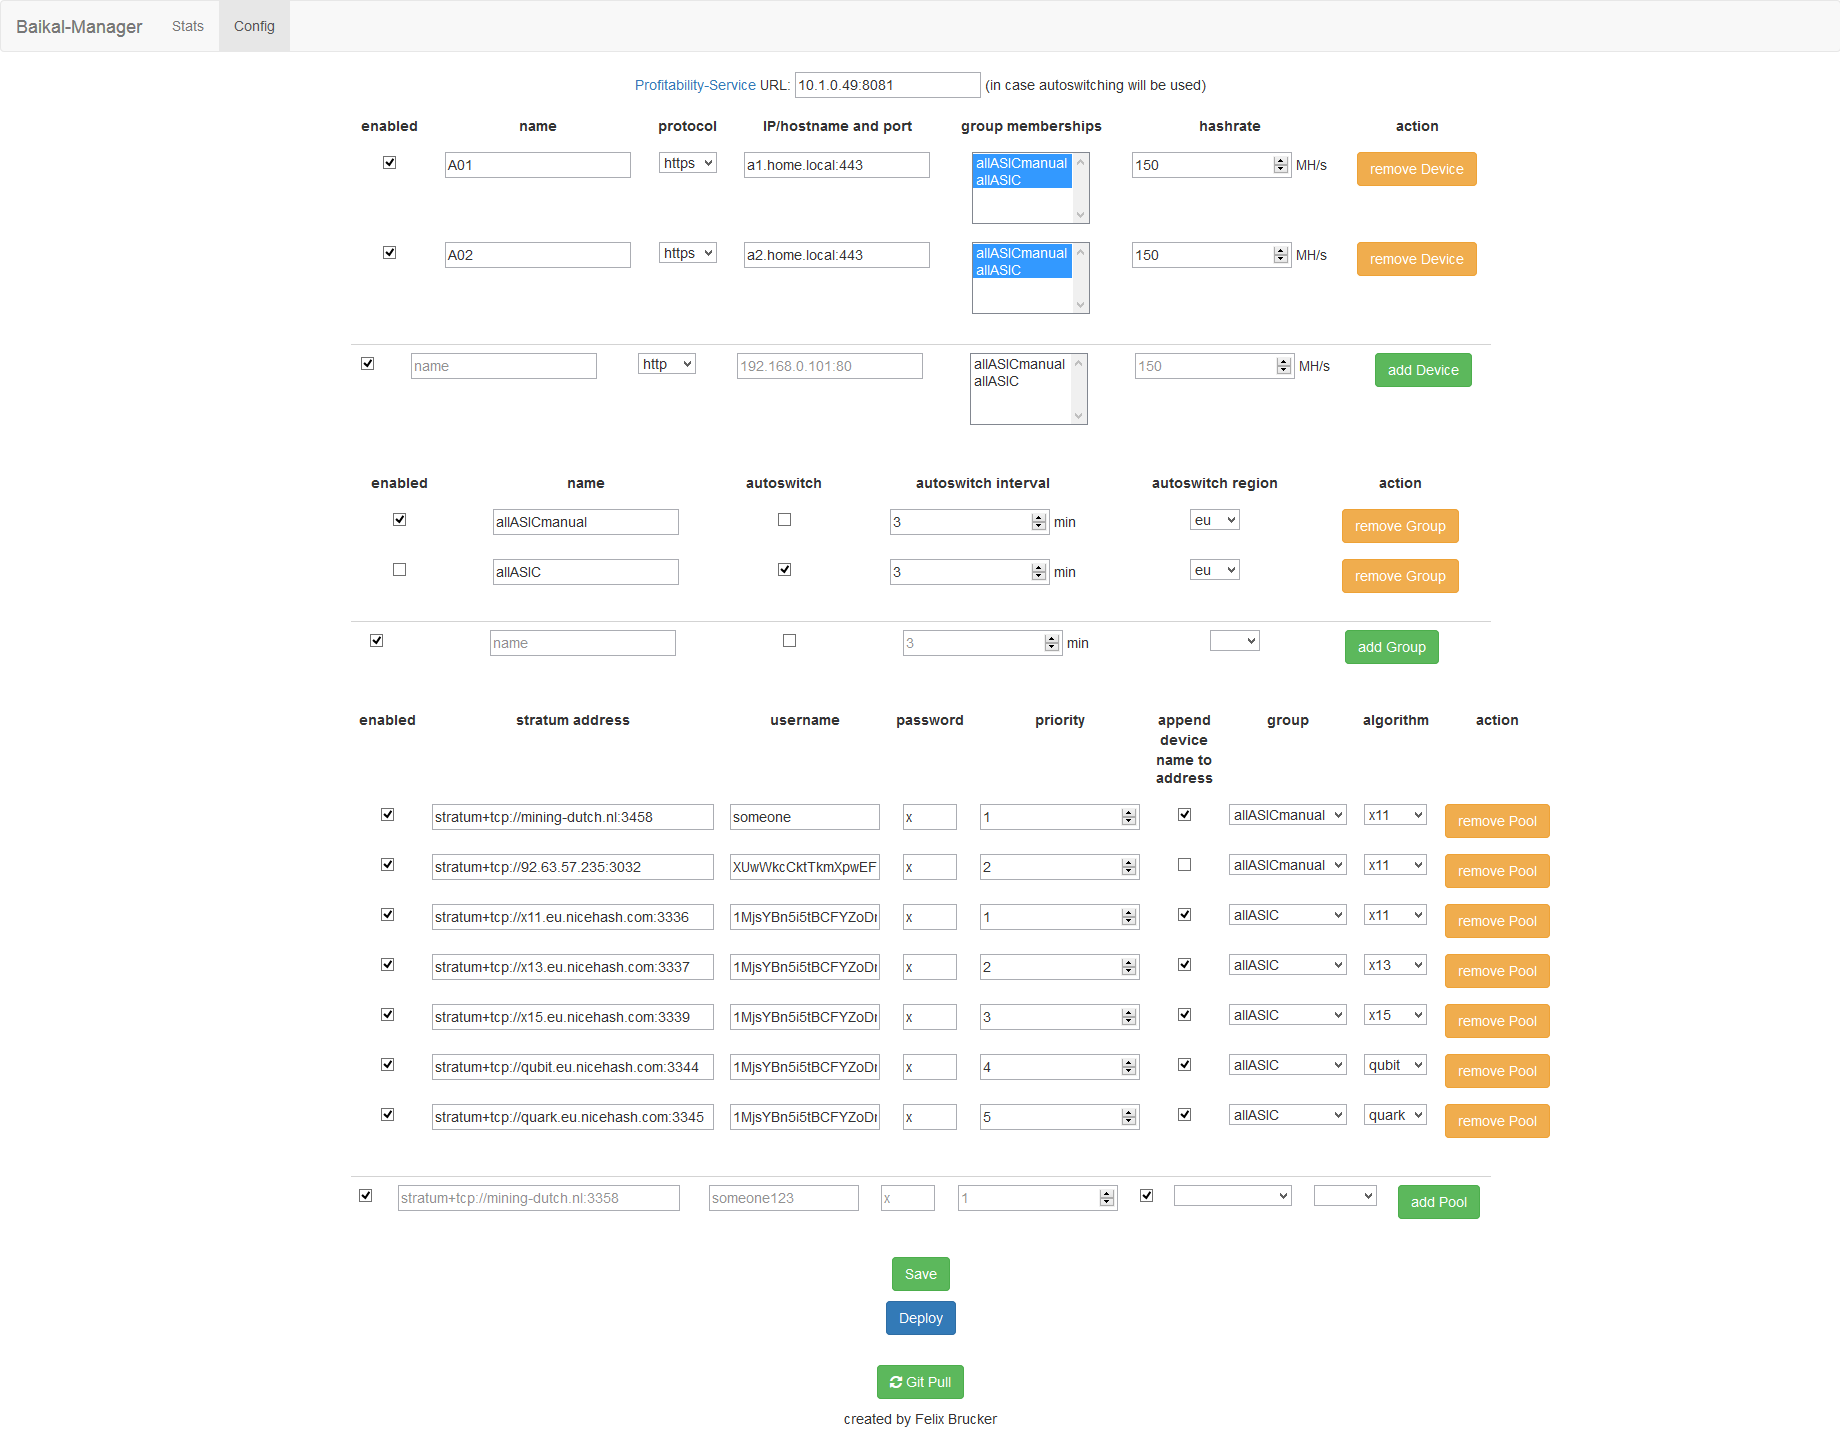 Baikal-Manager Stats Config
Profitability-Service URL: 10.1.0.49:8081 (in case autoswitching will be used)
enabled name protocol IP/hostname and port group memberships hashrate action
A01 https a1.home.local:443 allASICmanual 150 MH/s remove Device
allASIC
A02 https a2.home.local:443 allASICmanual 150 MH/s remove Device
allASIC
name http 192.168.0.101:80 allASICmanual 150 MH/s add Device
allASIC
enabled name autoswitch autoswitch interval autoswitch region action
allASICmanual 3 min eu remove Group
allASIC 3 min eu remove Group
name 3 min add Group
enabled stratum address username password priority append group algorithm action
device
name to
address
stratum+tcp://mining-dutch.nl:3458 someone x 1 allASICmanual x11 remove Pool
stratum+tcp://92.63.57.235:3032 XUwWkcCktTkmXpwEF x 2 allASICmanual x11 remove Pool
stratum+tcp://x11.eu.nicehash.com:3336 1MjsYBn5i5tBCFYZoDr x 1 allASIC x11 remove Pool
stratum+tcp://x13.eu.nicehash.com:3337 1MjsYBn5i5tBCFYZoDr x 2 allASIC x13 remove Pool
stratum+tcp://x15.eu.nicehash.com:3339 1MjsYBn5i5tBCFYZoDr x 3 allASIC x15 remove Pool
stratum+tcp://qubit.eu.nicehash.com:3344 1MjsYBn5i5tBCFYZoDr x 4 allASIC qubit remove Pool
stratum+tcp://quark.eu.nicehash.com:3345 1MjsYBn5i5tBCFYZoDr x 5 allASIC quark remove Pool
stratum+tcp://mining-dutch.nl:3358 someone123 x 1 add Pool
Save
Deploy
Git Pull
created by Felix Brucker